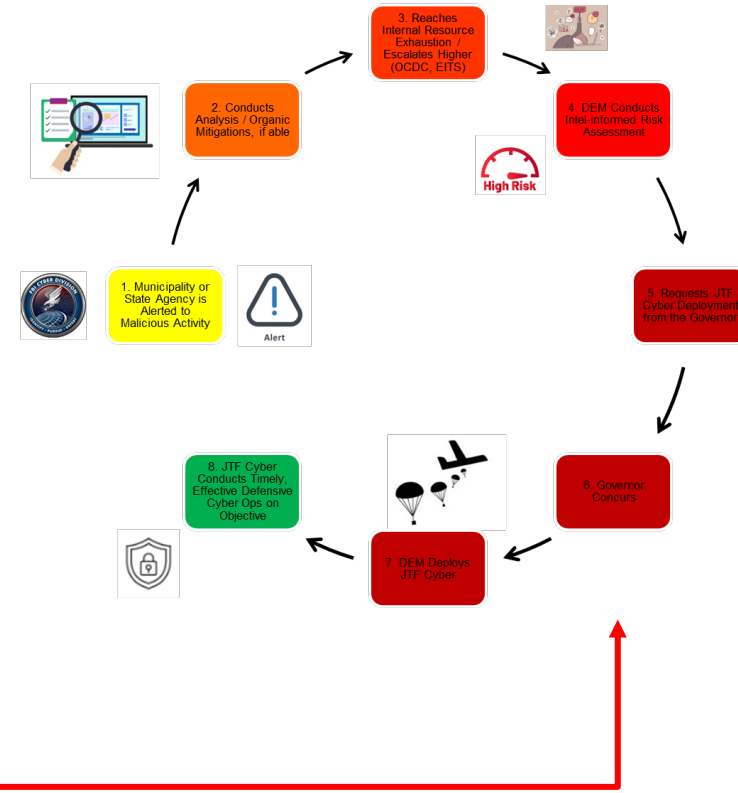 3. Reaches
Internal Resource
Exhaustion /
Escalates Higher
(OCDC, EITS)
2. Conducts
Analysis / Organic
Mitigations, if able
4. DEM Conducts
Intel-informed Risk
Assessment
High Risk
1. Municipality or
State Agency is
Alerted to
Malicious Activity
FBI CYBER DIVISION
Alert
5. Requests JTF
Cyber Deployment
from the Governor
8. JTF Cyber
Conducts Timely,
Effective Defensive
Cyber Ops on
Objective
6. Governor
Concurs
7. DEM Deploys
JTF Cyber